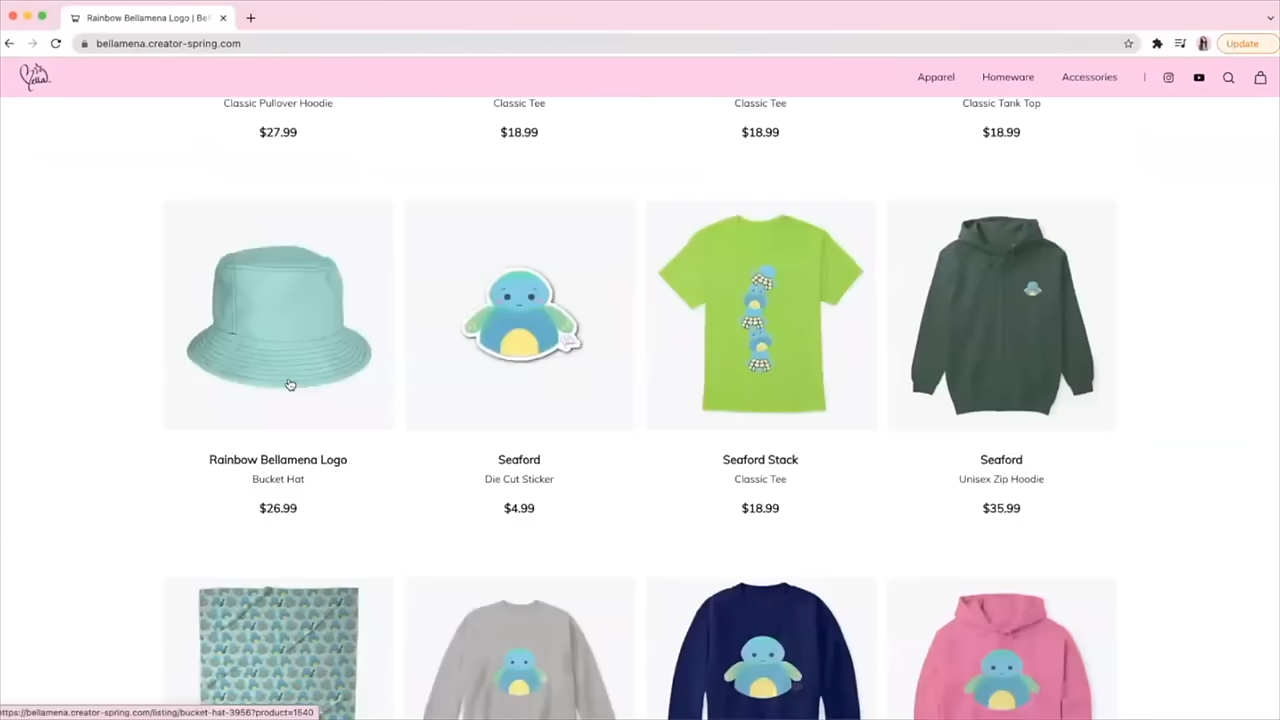 Rainbow Bellamena Logo | Bel
bellamena.creator-spring.com
Update
Bella
Apparel
Homeware
Accessories
Classic Pullover Hoodie
$27.99
Classic Tee
$18.99
Classic Tee
$18.99
Classic Tank Top
$18.99
Rainbow Bellamena Logo
Bucket Hat
$26.99
Seaford
Die Cut Sticker
$4.99
Seaford Stack
Classic Tee
$18.99
Seaford
Unisex Zip Hoodie
$35.99
https://bellamena.creator-spring.com/listing/bucket-hat-3956?product=1540